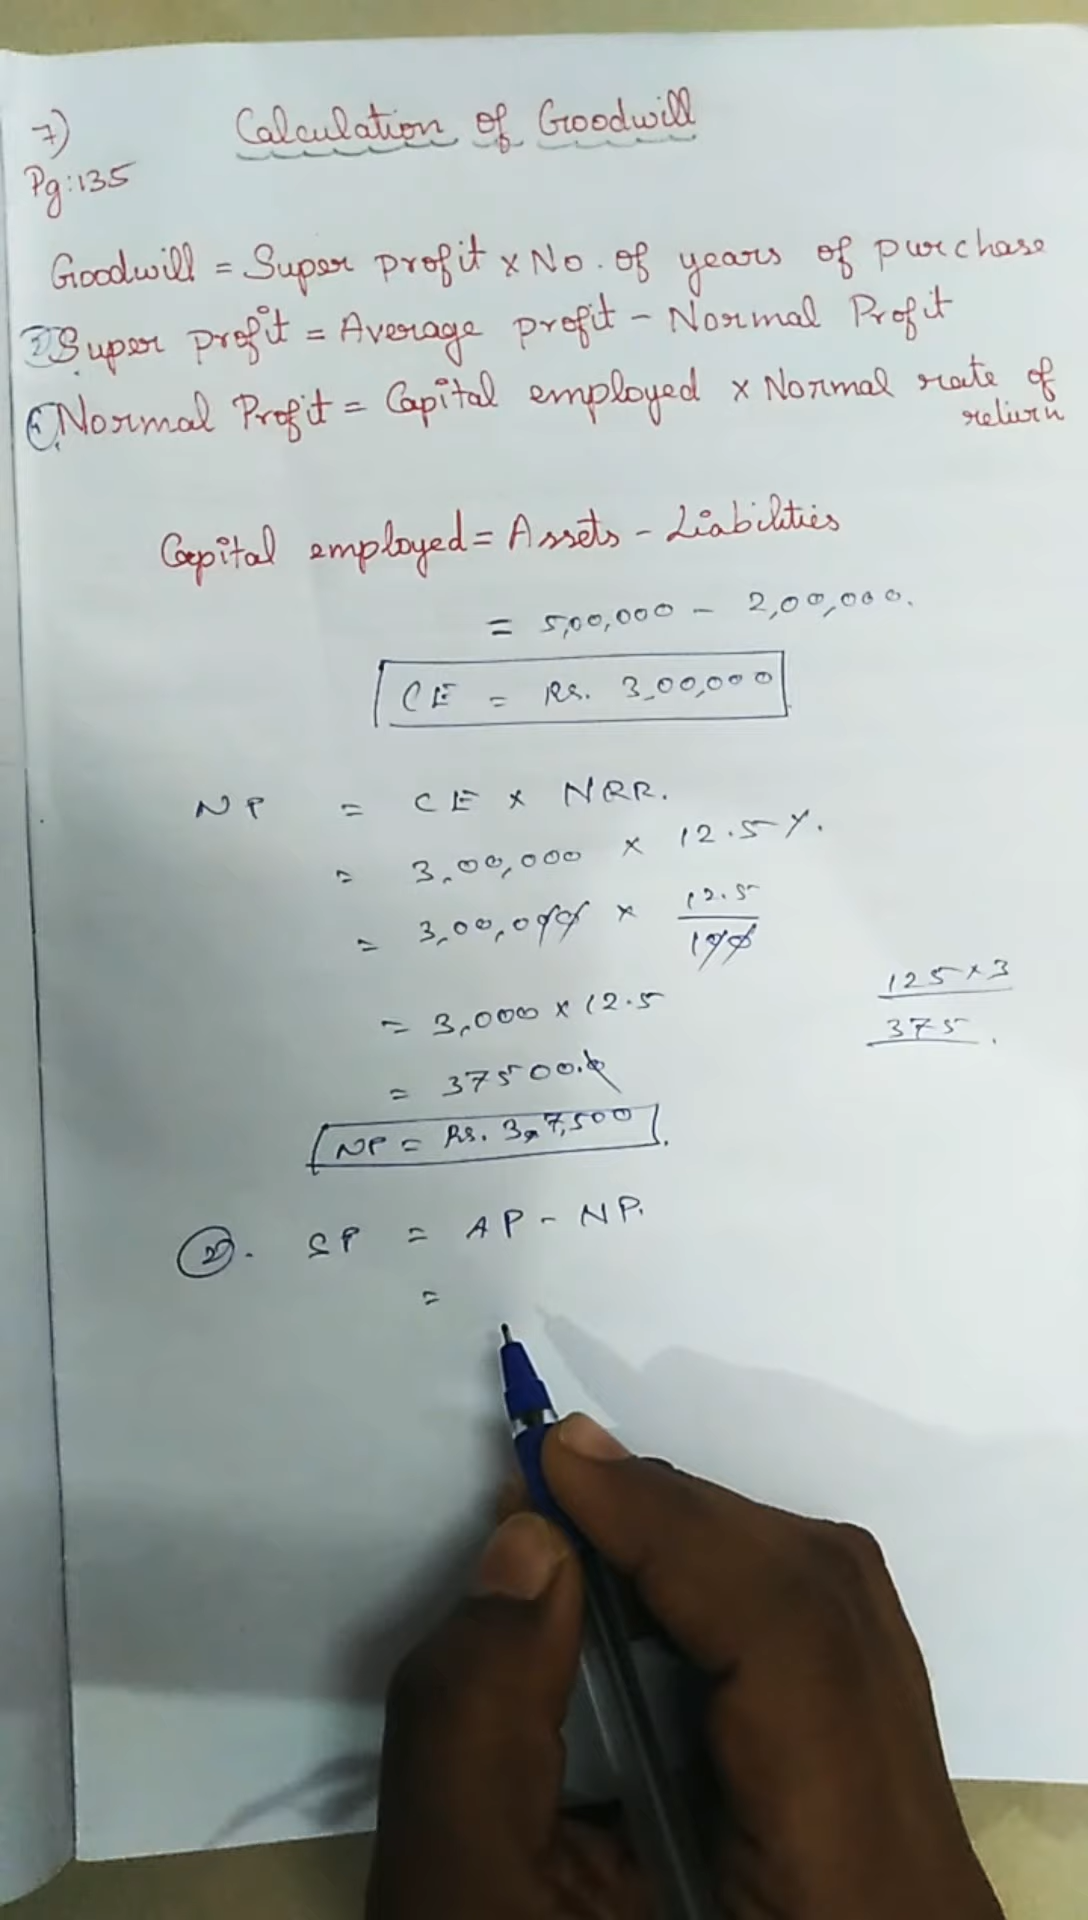 7)
Calculation of Goodwill
Pg:135
Goodwill = Super profit x No. of years of purchase
② Super profit = Average profit - Normal Profit
Normal Profit = Capital employed x Normal rate of
return
Capital employed = Assets - Liabilities
= 5,00,000 - 2,00,000.
CE = Rs. 3,00,000
NP = CE x NRR.
= 3,00,000 x 12.5%.
= 3,00,000 x 12.5/100
= 3,000 x 12.5
125 x 3
375.
= 37500.0
NP = Rs. 37,500.
②. SP = AP - NP.
=